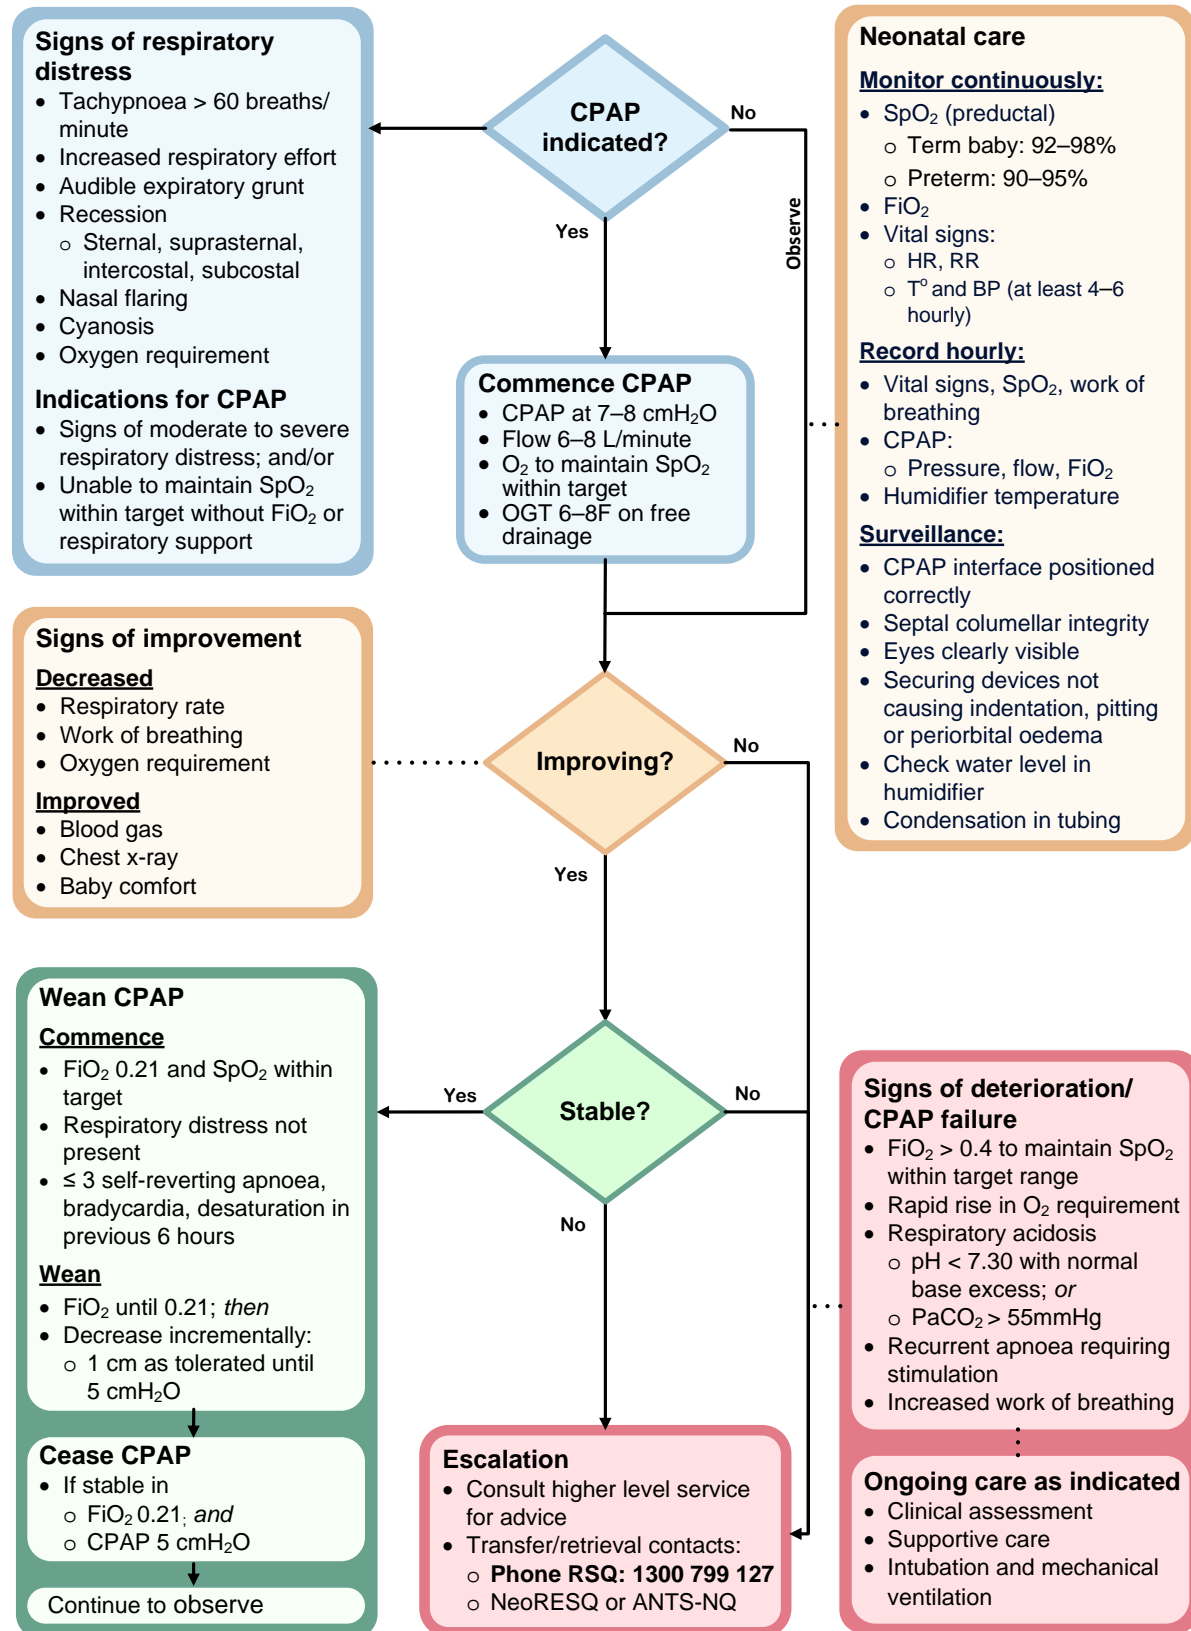 Signs of respiratory
distress
• Tachypnoea > 60 breaths/
minute
• Increased respiratory effort
• Audible expiratory grunt
• Recession
o Sternal, suprasternal,
intercostal, subcostal
• Nasal flaring
• Cyanosis
• Oxygen requirement
Indications for CPAP
• Signs of moderate to severe
respiratory distress; and/or
• Unable to maintain SpO₂
within target without FiO₂ or
respiratory support
CPAP
indicated?
No
Yes
Observe
Commence CPAP
• CPAP at 7–8 cmH₂O
• Flow 6–8 L/minute
• O₂ to maintain SpO₂
within target
• OGT 6–8F on free
drainage
Neonatal care
Monitor continuously:
• SpO₂ (preductal)
o Term baby: 92–98%
o Preterm: 90–95%
• FiO₂
• Vital signs:
o HR, RR
o Tº and BP (at least 4–6
hourly)
Record hourly:
• Vital signs, SpO₂, work of
breathing
• CPAP:
o Pressure, flow, FiO₂
• Humidifier temperature
Surveillance:
• CPAP interface positioned
correctly
• Septal columellar integrity
• Eyes clearly visible
• Securing devices not
causing indentation, pitting
or periorbital oedema
• Check water level in
humidifier
• Condensation in tubing
Signs of improvement
Decreased
• Respiratory rate
• Work of breathing
• Oxygen requirement
Improved
• Blood gas
• Chest x-ray
• Baby comfort
Improving?
No
Yes
Wean CPAP
Commence
• FiO₂ 0.21 and SpO₂ within
target
• Respiratory distress not
present
• ≤ 3 self-reverting apnoea,
bradycardia, desaturation in
previous 6 hours
Wean
• FiO₂ until 0.21; then
• Decrease incrementally:
o 1 cm as tolerated until
5 cmH₂O
Cease CPAP
• If stable in
o FiO₂ 0.21; and
o CPAP 5 cmH₂O
Continue to observe
Yes
Stable?
No
No
Escalation
• Consult higher level service
for advice
• Transfer/retrieval contacts:
o Phone RSQ: 1300 799 127
o NeoRESQ or ANTS-NQ
Signs of deterioration/
CPAP failure
• FiO₂ > 0.4 to maintain SpO₂
within target range
• Rapid rise in O₂ requirement
• Respiratory acidosis
o pH < 7.30 with normal
base excess; or
o PaCO₂ > 55mmHg
• Recurrent apnoea requiring
stimulation
• Increased work of breathing
Ongoing care as indicated
• Clinical assessment
• Supportive care
• Intubation and mechanical
ventilation